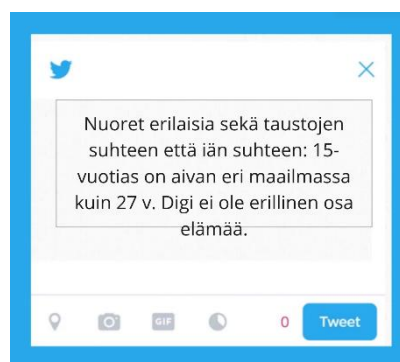 Nuoret erilaisia sekä taustojen
suhteen että iän suhteen: 15-
vuotias on aivan eri maailmassa
kuin 27 v. Digi ei ole erillinen osa
elämää.
GIF
0
Tweet